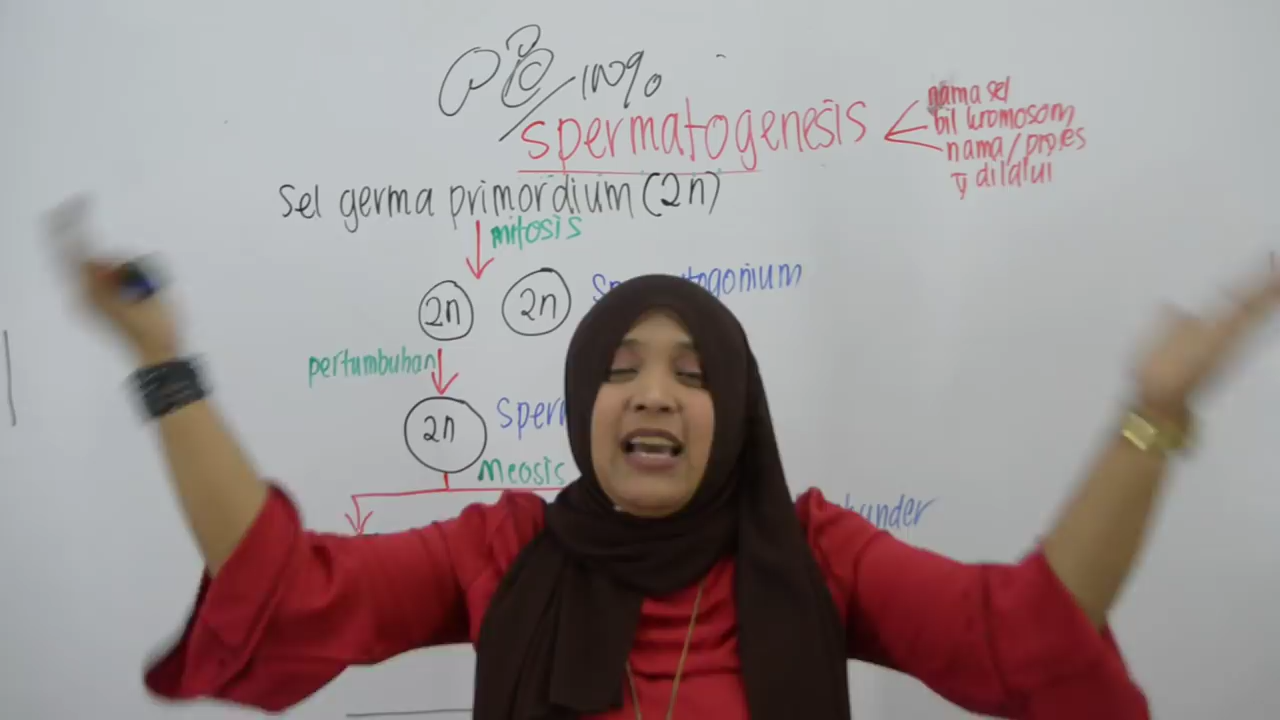 100%
spermatogenesis
nama sel
bil kromosom
nama/proses
yg dilalui
Sel germa primordium (2n)
mitosis
2n 2n
pertumbuhan
2n
Meosis